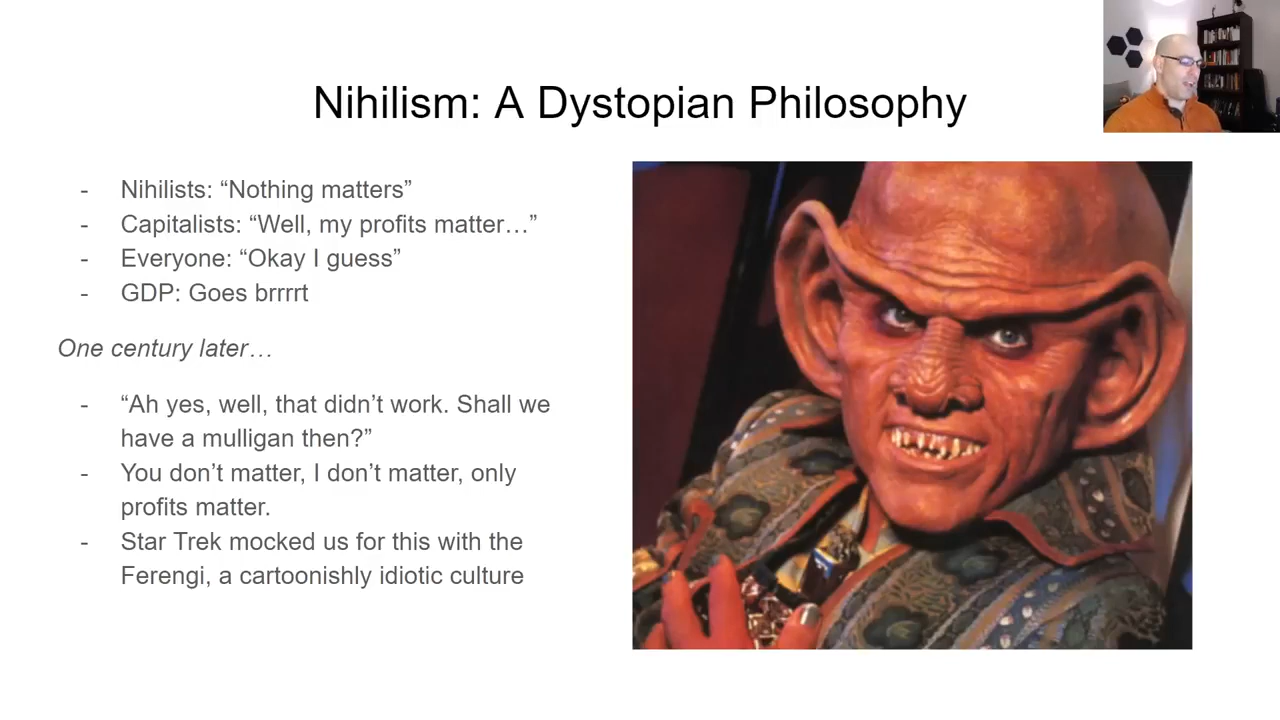 Nihilism: A Dystopian Philosophy
- Nihilists: “Nothing matters”
- Capitalists: “Well, my profits matter…”
- Everyone: “Okay I guess”
- GDP: Goes brrrrt
One century later…
- “Ah yes, well, that didn’t work. Shall we
have a mulligan then?”
- You don’t matter, I don’t matter, only
profits matter.
- Star Trek mocked us for this with the
Ferengi, a cartoonishly idiotic culture